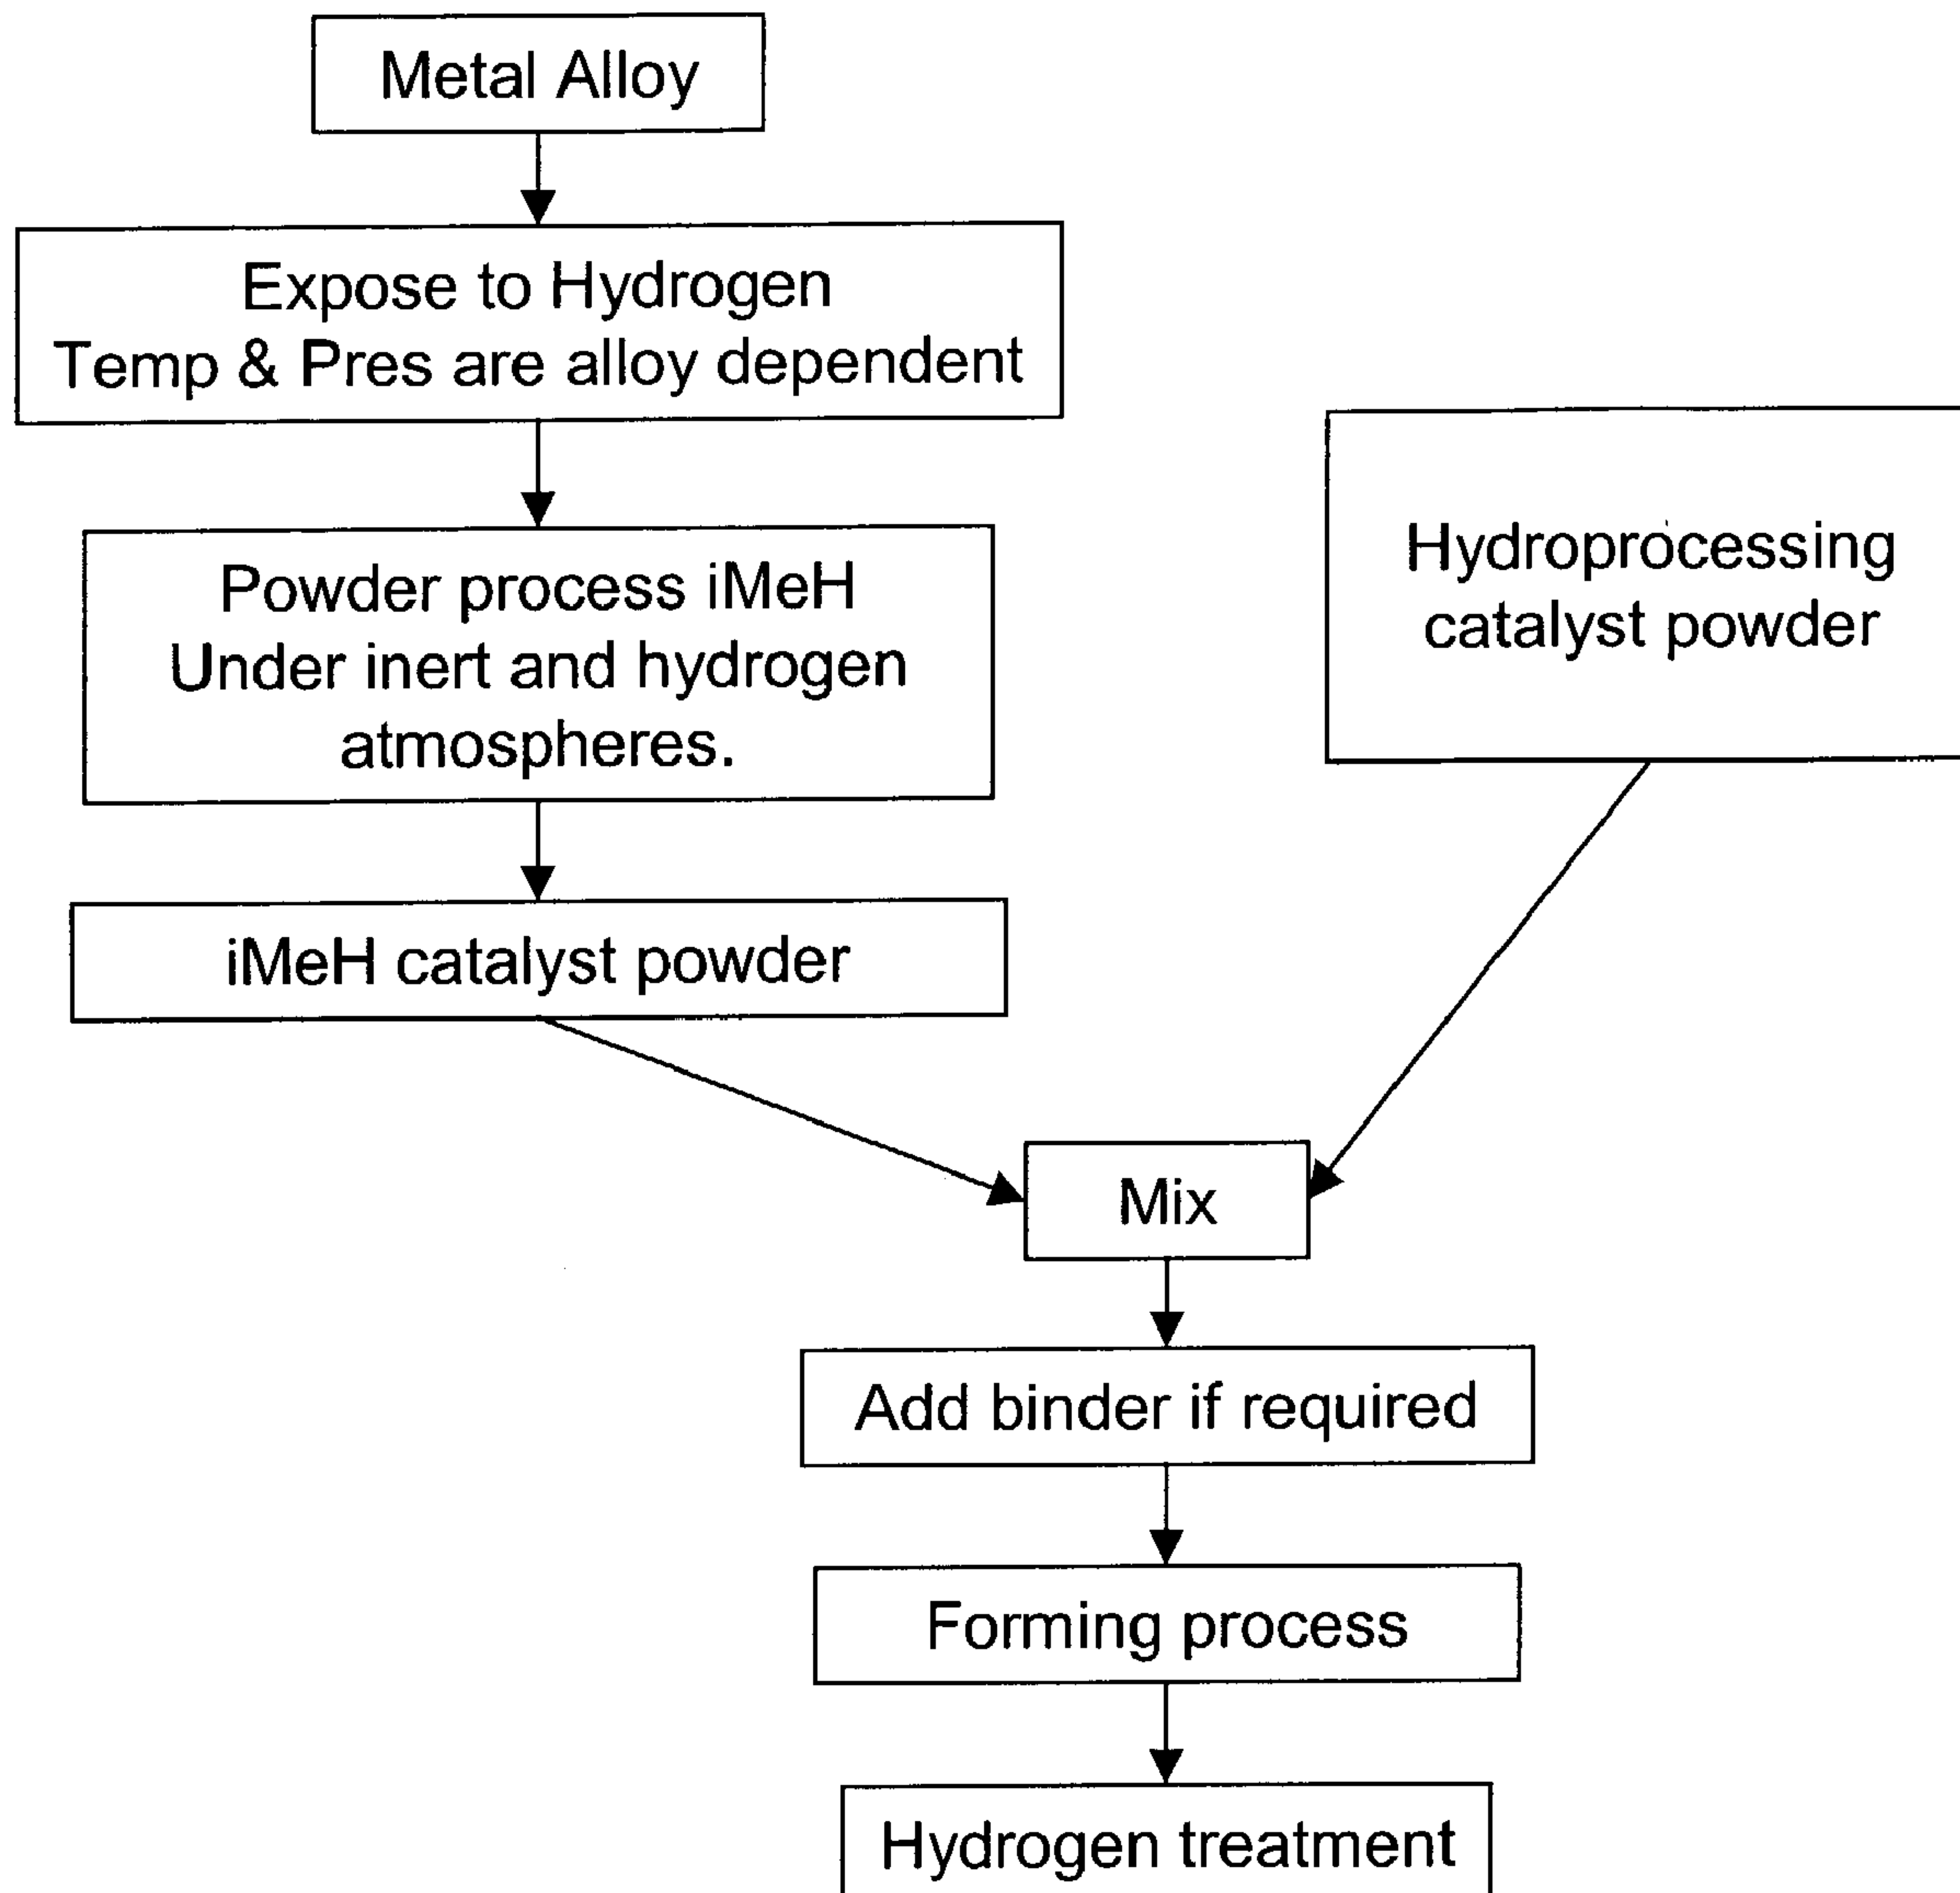 Metal Alloy
Expose to Hydrogen
Temp & Pres are alloy dependent
Powder process iMeH
Under inert and hydrogen
atmospheres.
iMeH catalyst powder
Hydroprocessing
catalyst powder
Mix
Add binder if required
Forming process
Hydrogen treatment